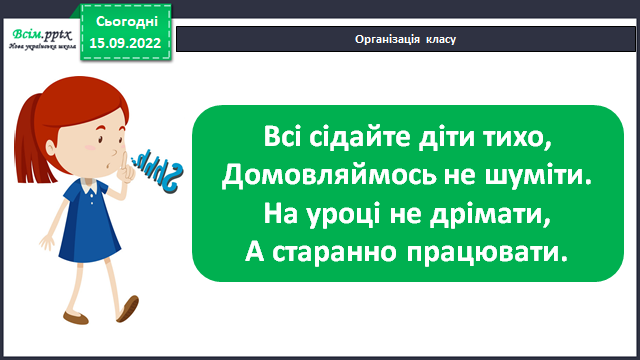 Всім.pptx
Нова українська школа
Сьогодні
15.09.2022
Організація класу
Shhh
Всі сідайте діти тихо,
Домовляймось не шуміти.
На уроці не дрімати,
А старанно працювати.